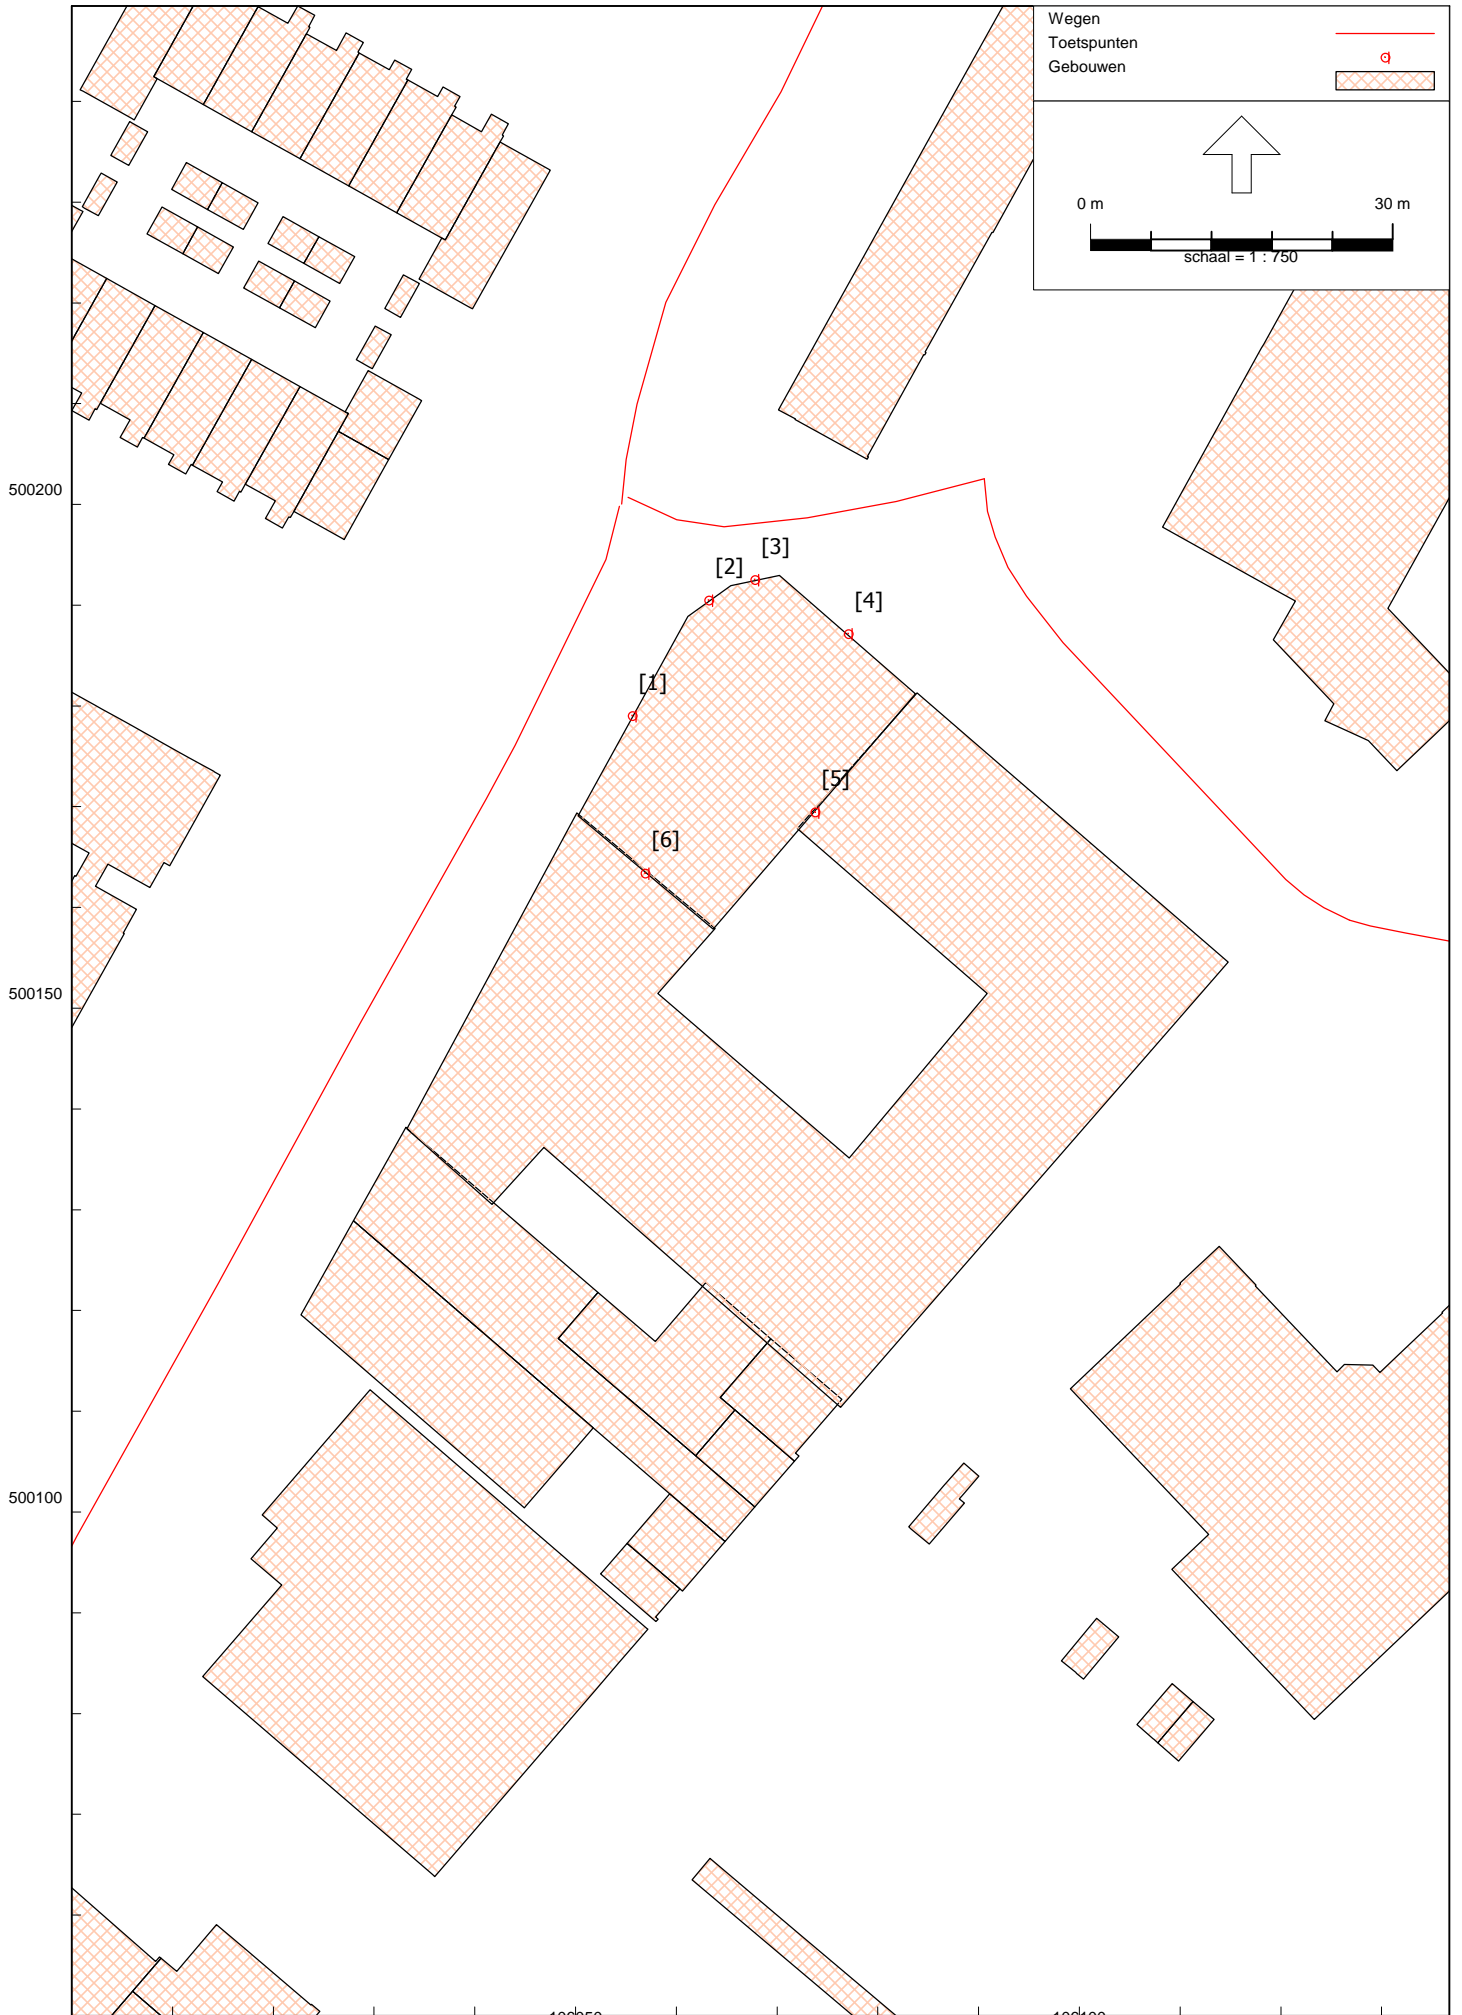 Wegen
Toetspunten
Gebouwen
0 m 30 m
schaal = 1 : 750
500200
[3]
[2]
[4]
[1]
[5]
[6]
500150
500100